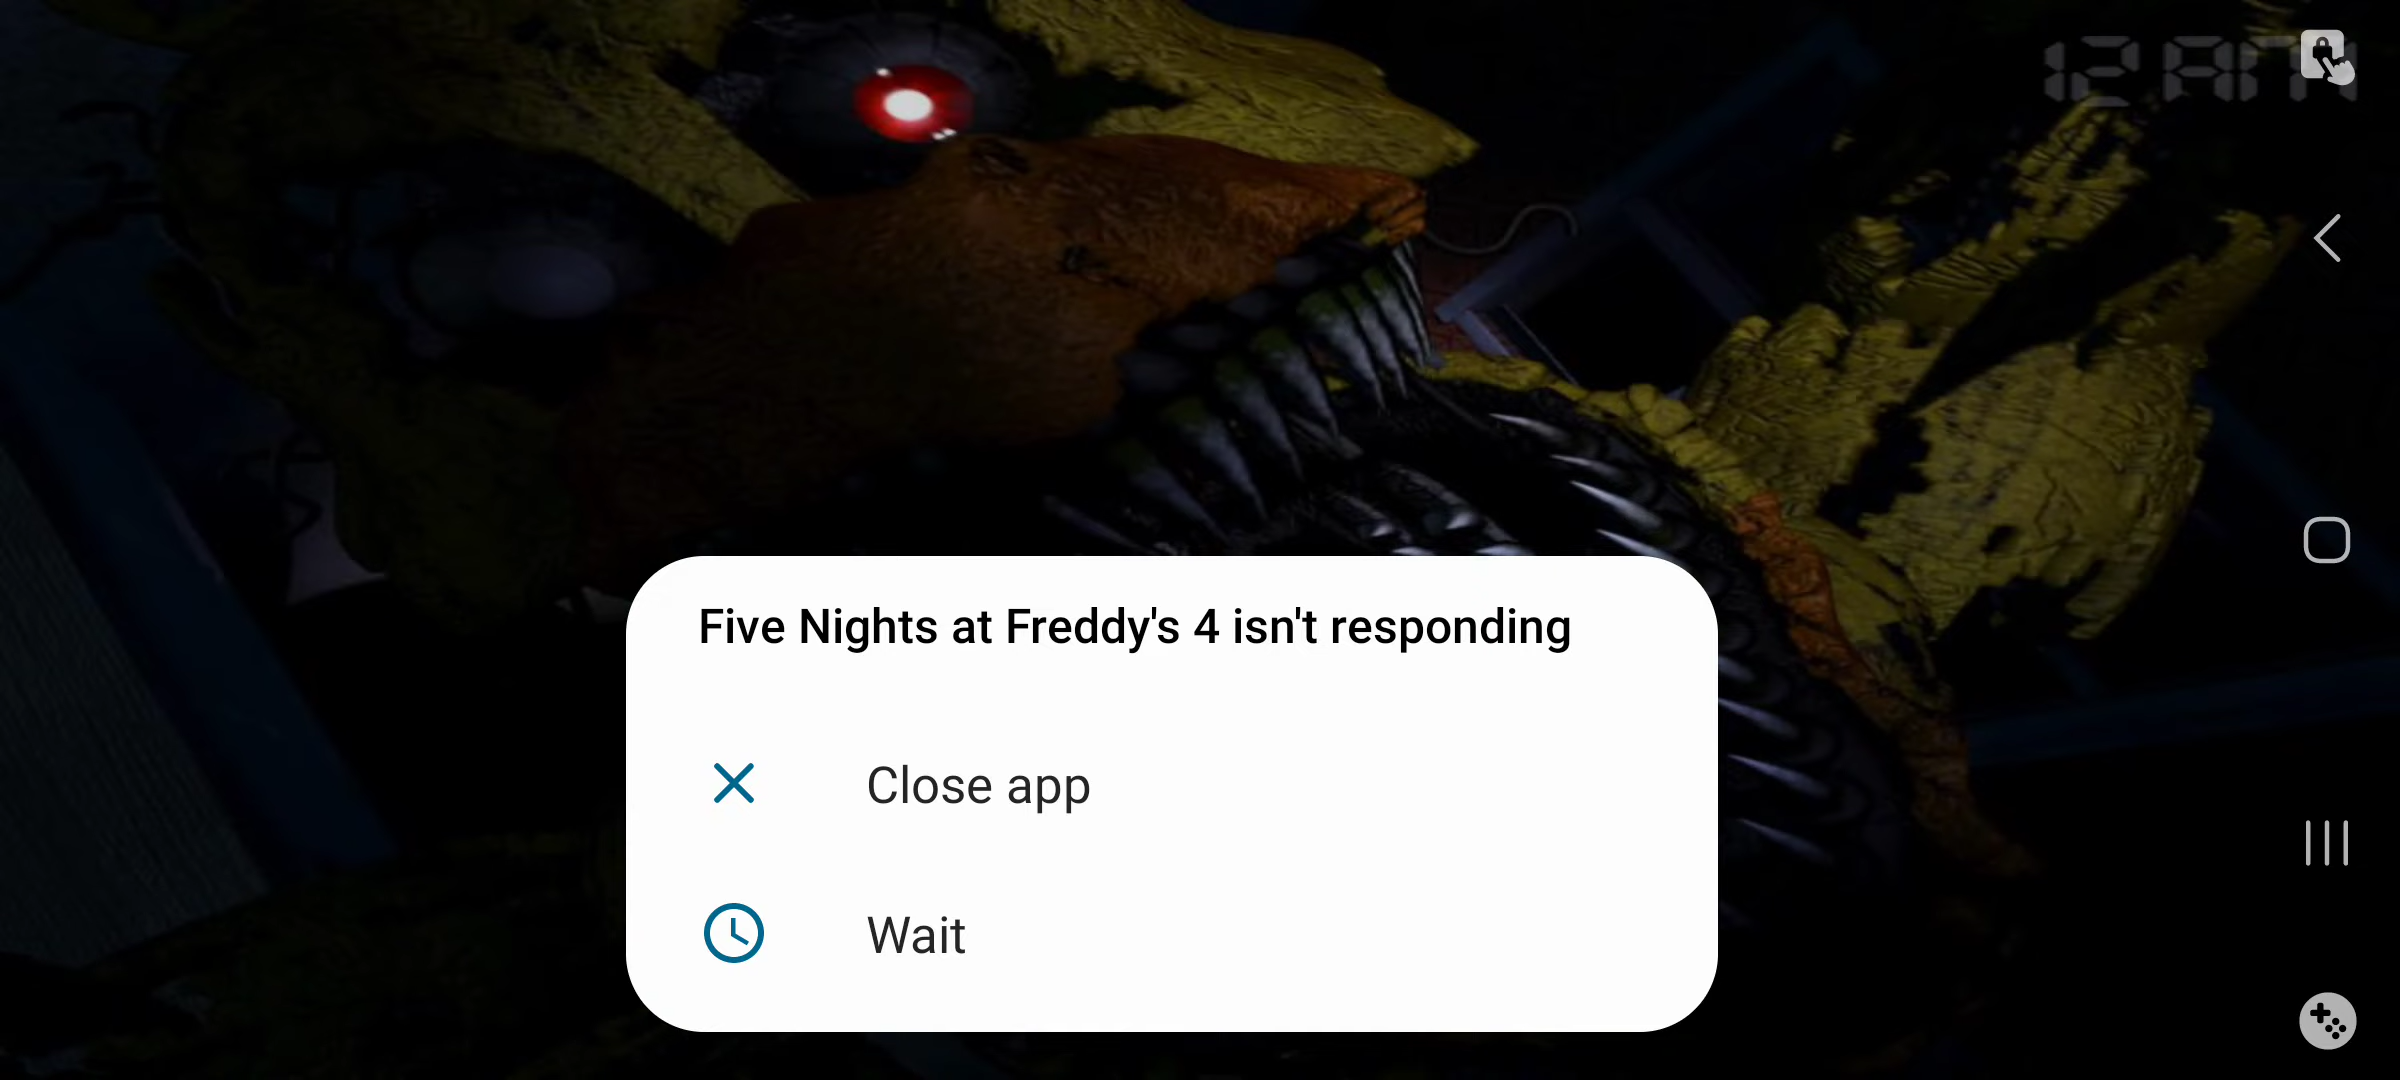 12 AM
Five Nights at Freddy's 4 isn't responding
Close app
Wait